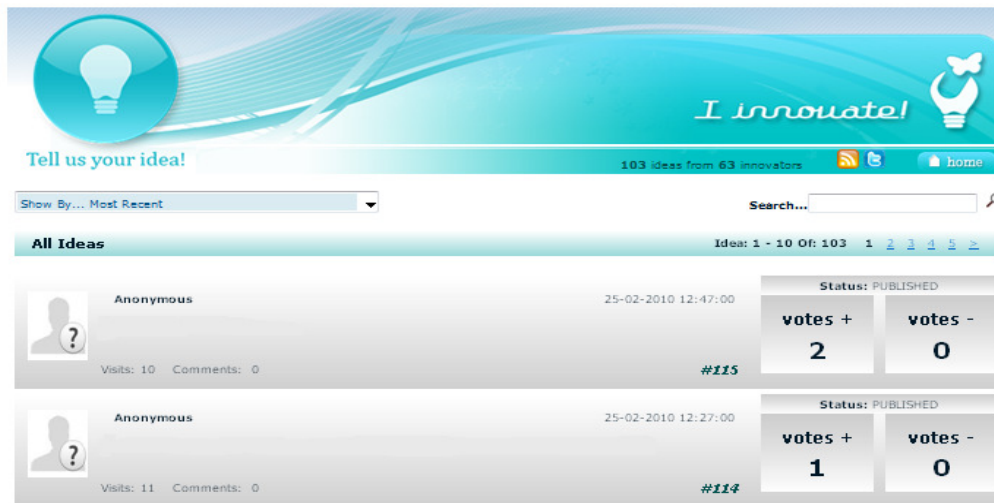 I innovate!
Tell us your idea!
103 ideas from 63 innovators
home
Show By... Most Recent
Search...
All Ideas
Idea: 1 - 10 Of: 103 1 2 3 4 5 >
Status: PUBLISHED
Anonymous
25-02-2010 12:47:00
votes +
votes -
2
0
Visits: 10 Comments: 0
#115
Status: PUBLISHED
Anonymous
25-02-2010 12:27:00
votes +
votes -
1
0
Visits: 11 Comments: 0
#114